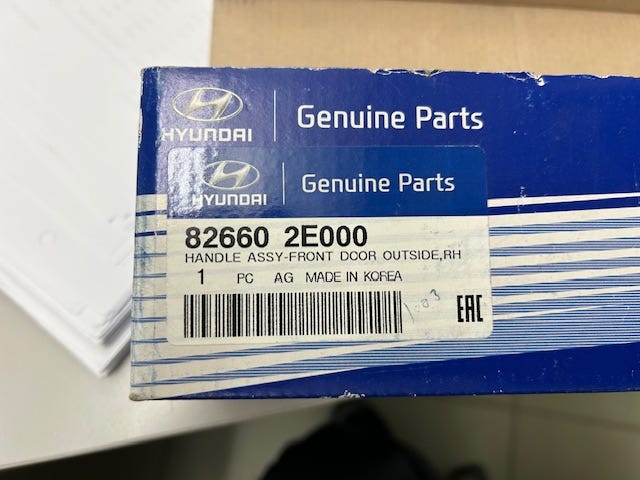 HYUNDAI Genuine Parts
HYUNDAI Genuine Parts
82660 2E000
HANDLE ASSY-FRONT DOOR OUTSIDE,RH
1 PC AG MADE IN KOREA
EAC